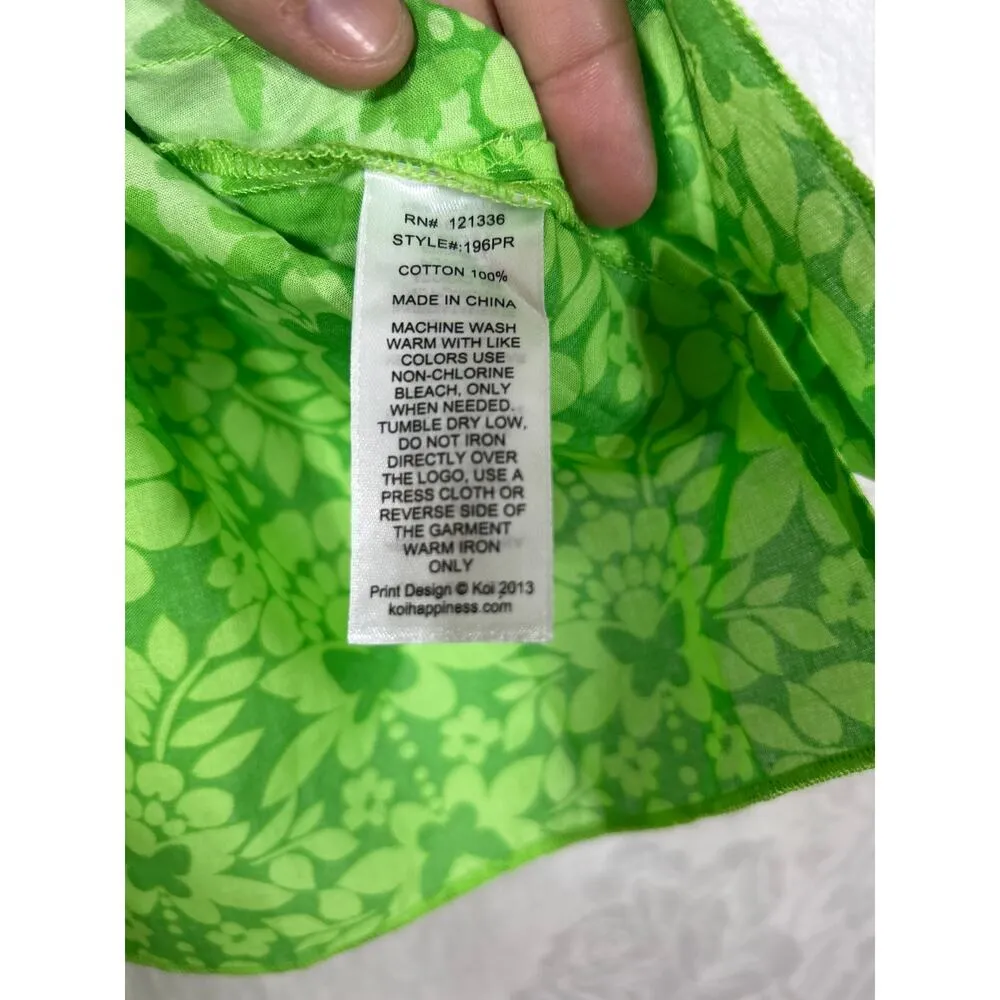 RN# 121336
STYLE#:196PR
COTTON 100%
MADE IN CHINA
MACHINE WASH
WARM WITH LIKE
COLORS USE
NON-CHLORINE
BLEACH, ONLY
WHEN NEEDED.
TUMBLE DRY LOW,
DO NOT IRON
DIRECTLY OVER
THE LOGO, USE A
PRESS CLOTH OR
REVERSE SIDE OF
THE GARMENT
WARM IRON
ONLY
Print Design © Koi 2013
koihappiness.com